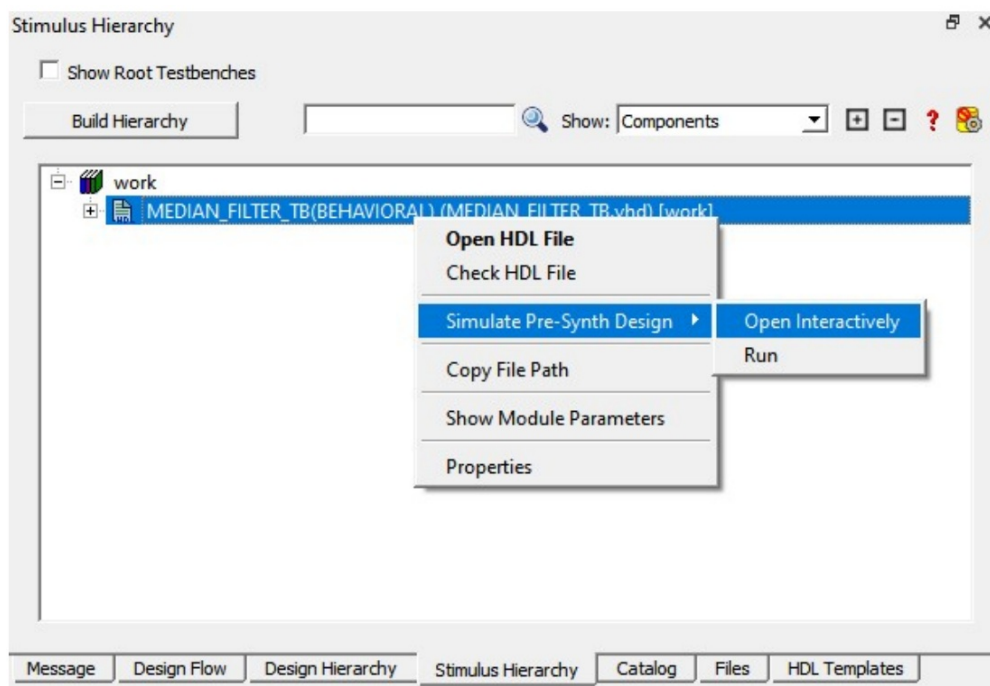 Stimulus Hierarchy
Show Root Testbenches
Build Hierarchy Show: Components
work
MEDIAN_FILTER_TB(BEHAVIORAL) (MEDIAN_FILTER_TB.vhd) [work]
Open HDL File
Check HDL File
Simulate Pre-Synth Design Open Interactively
Run
Copy File Path
Show Module Parameters
Properties
Message Design Flow Design Hierarchy Stimulus Hierarchy Catalog Files HDL Templates